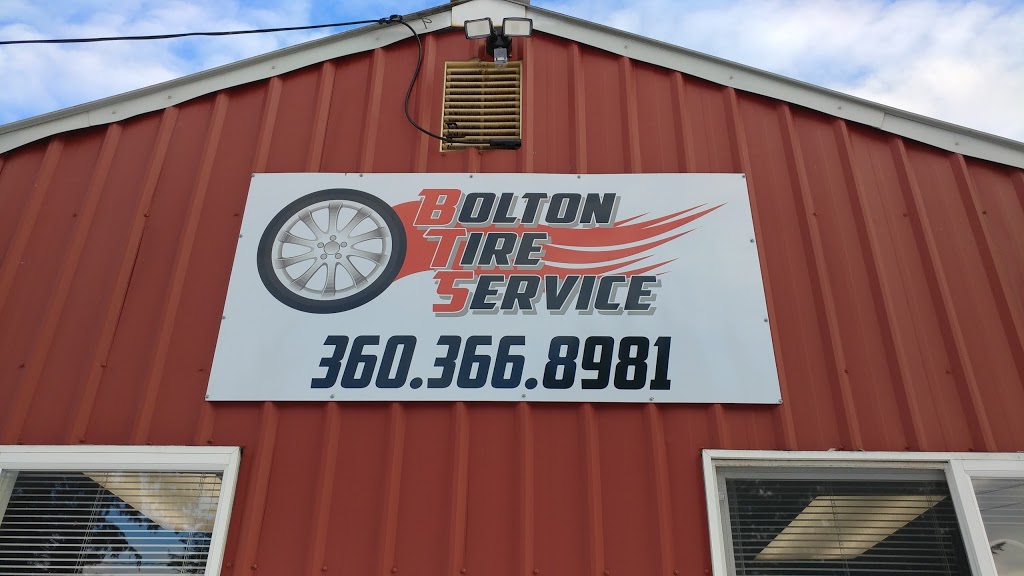 BOLTON
TIRE
SERVICE
360.366.8981